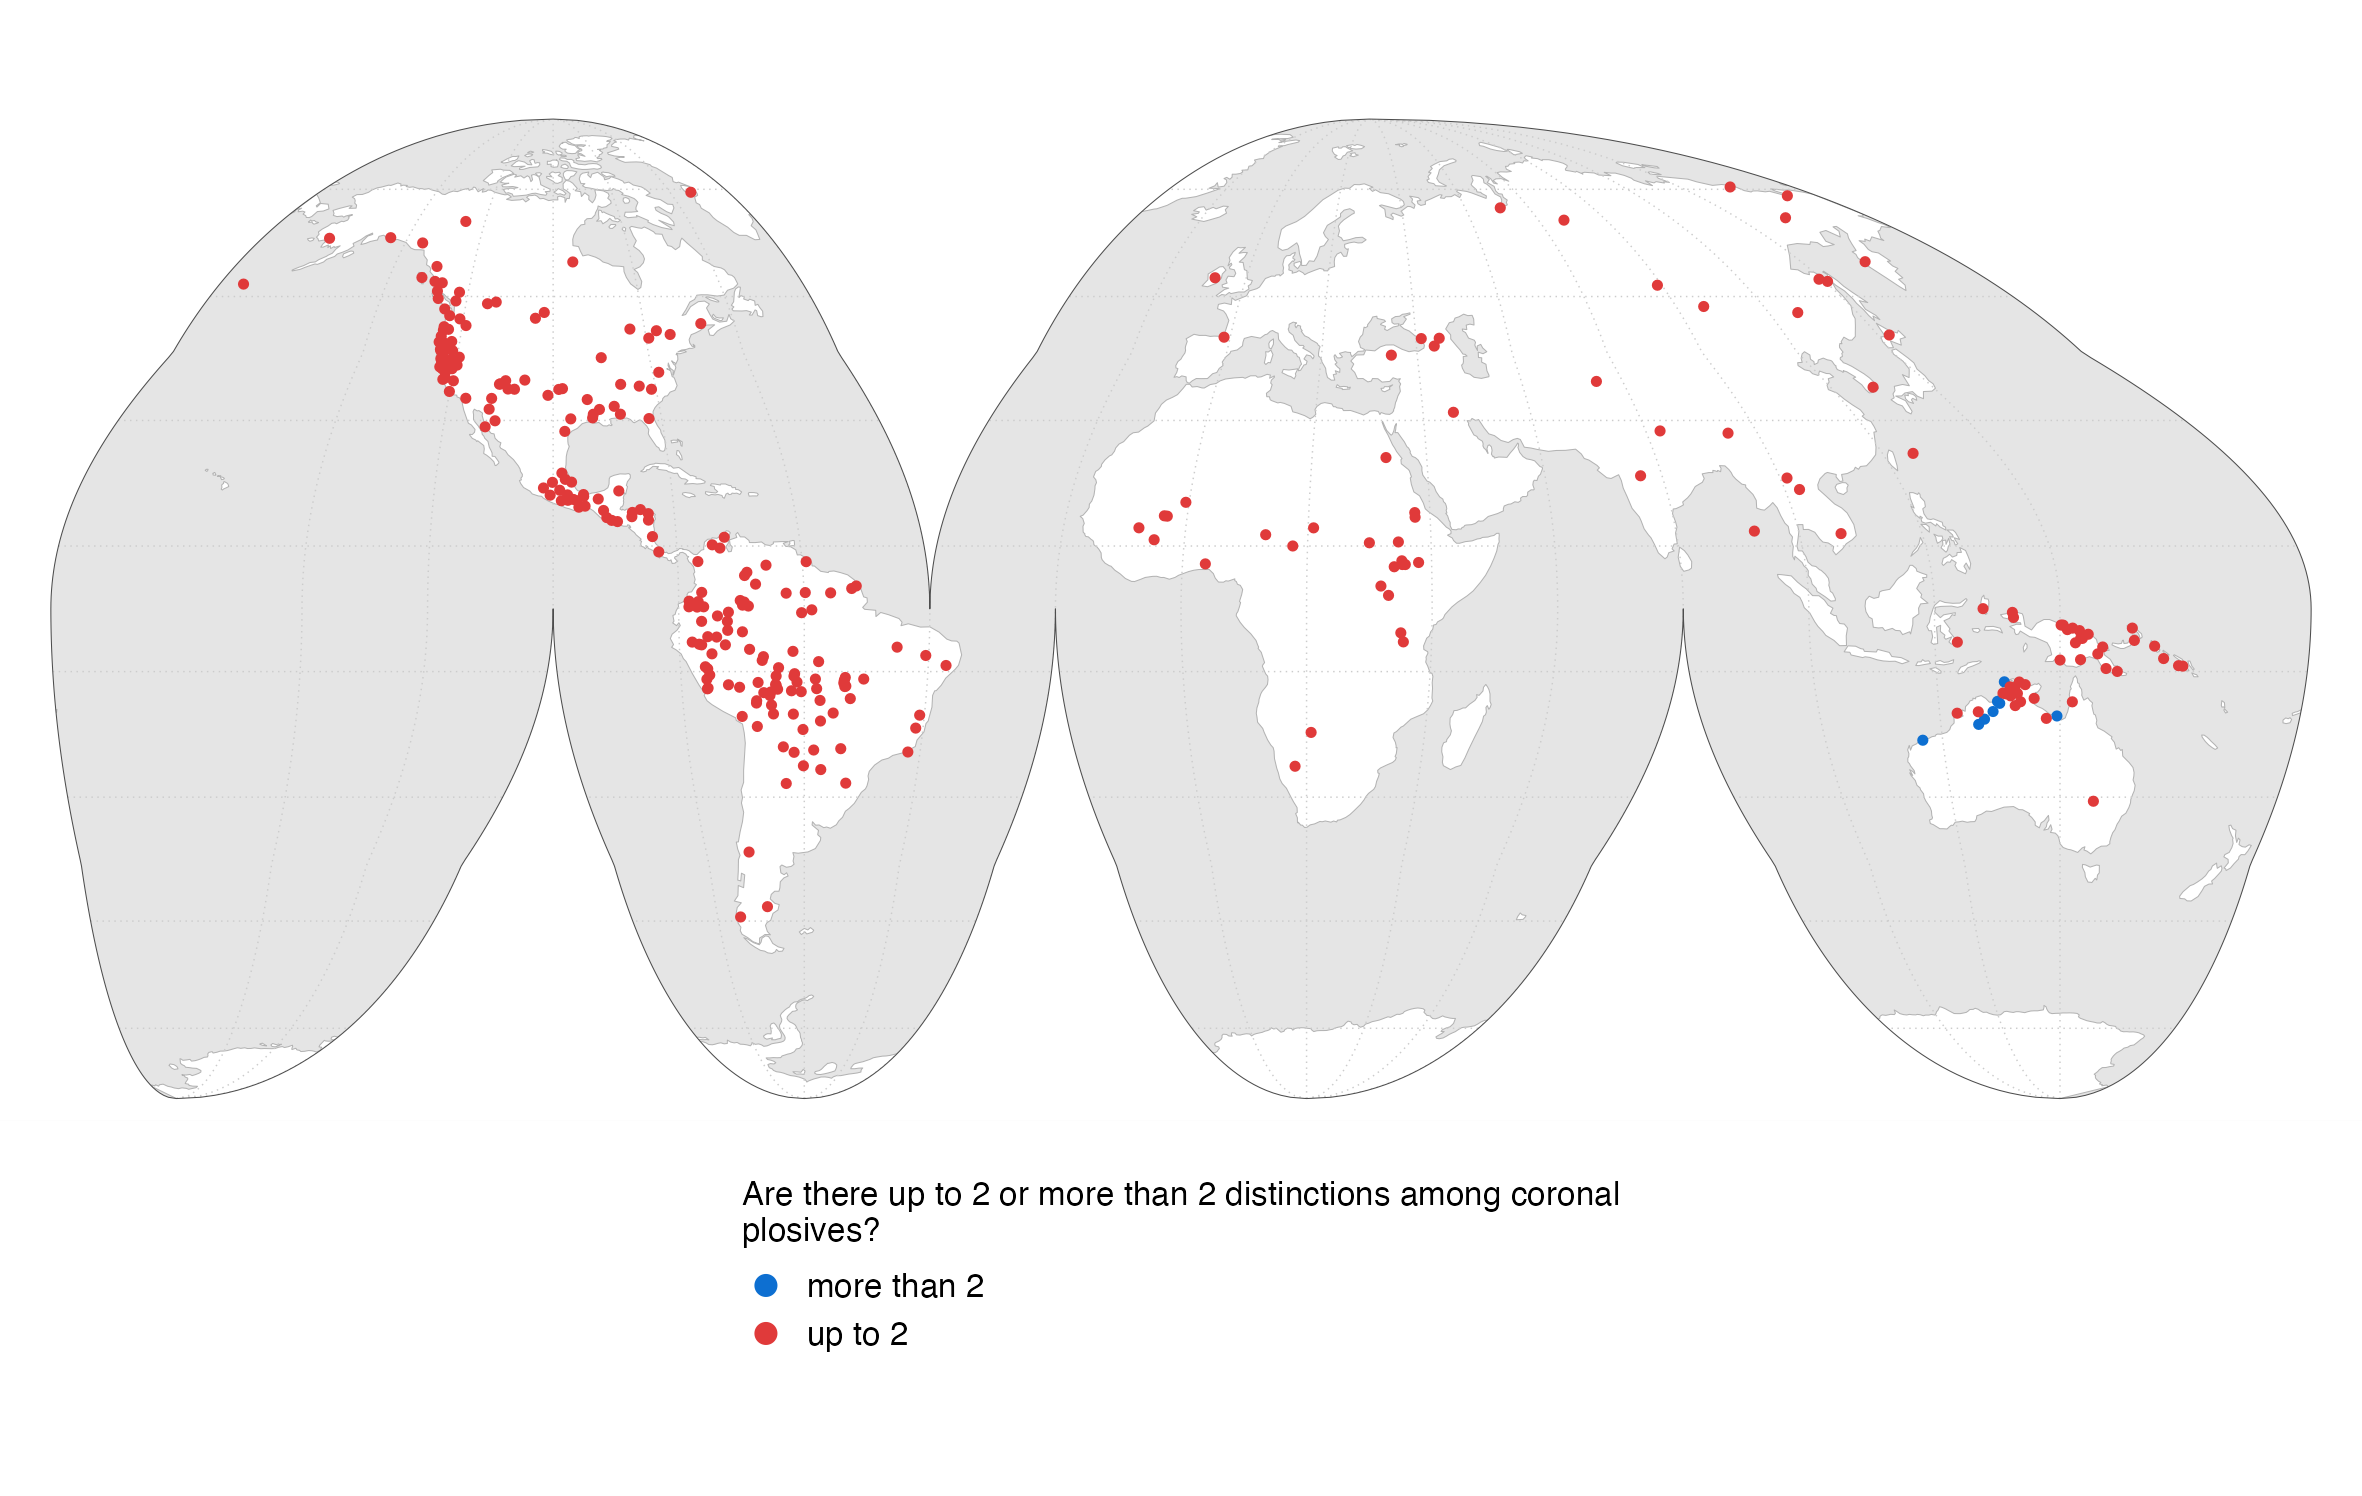 Are there up to 2 or more than 2 distinctions among coronal
plosives?
more than 2
up to 2